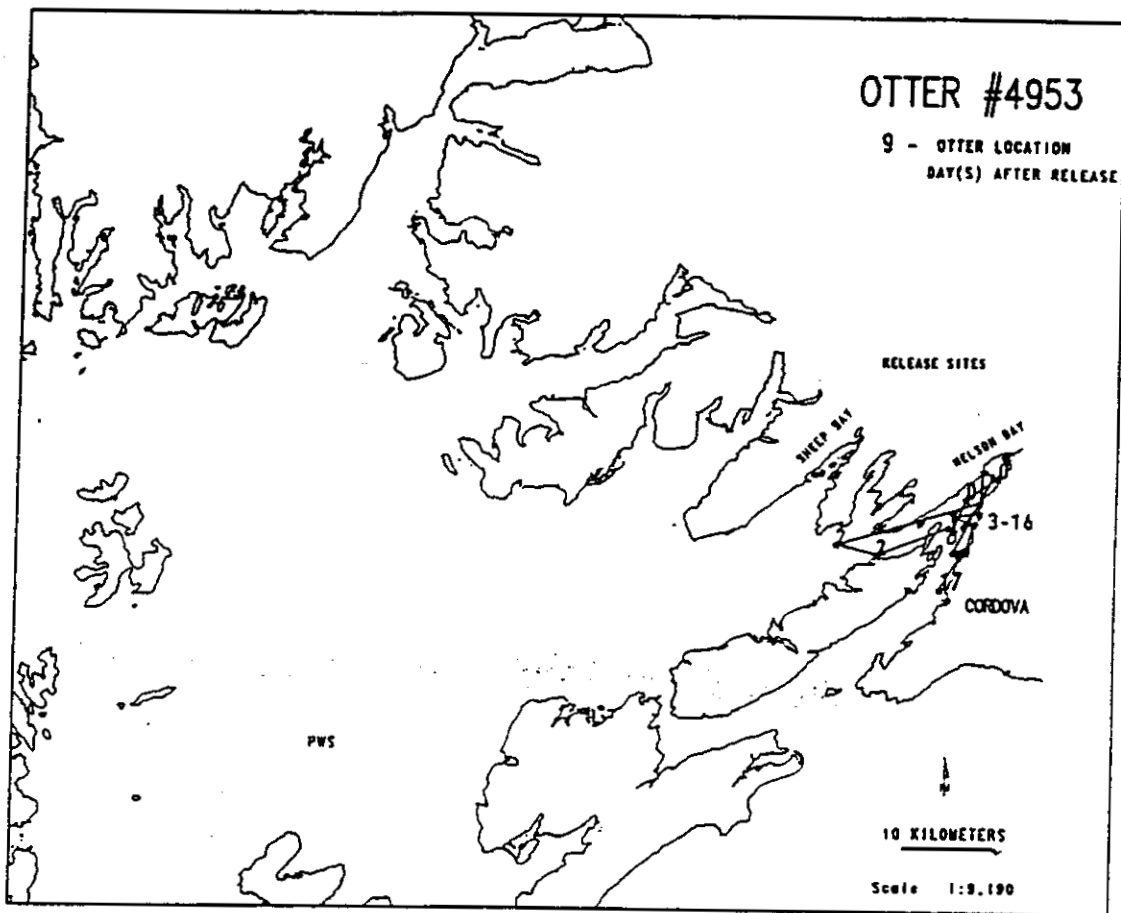 OTTER #4953
9 - OTTER LOCATION
DAY(S) AFTER RELEASE
RELEASE SITES
SHEEP BAY
NELSON BAY
3-16
2
17
CORDOVA
PWS
N
10 KILOMETERS
Scale 1:9.190